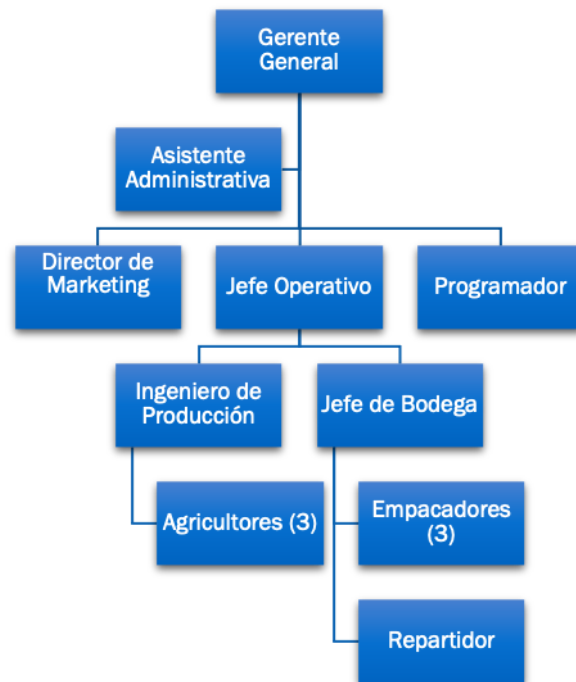 Gerente
General
Asistente
Administrativa
Director de
Marketing
Jefe Operativo
Programador
Ingeniero de
Producción
Jefe de Bodega
Agricultores (3)
Empacadores
(3)
Repartidor